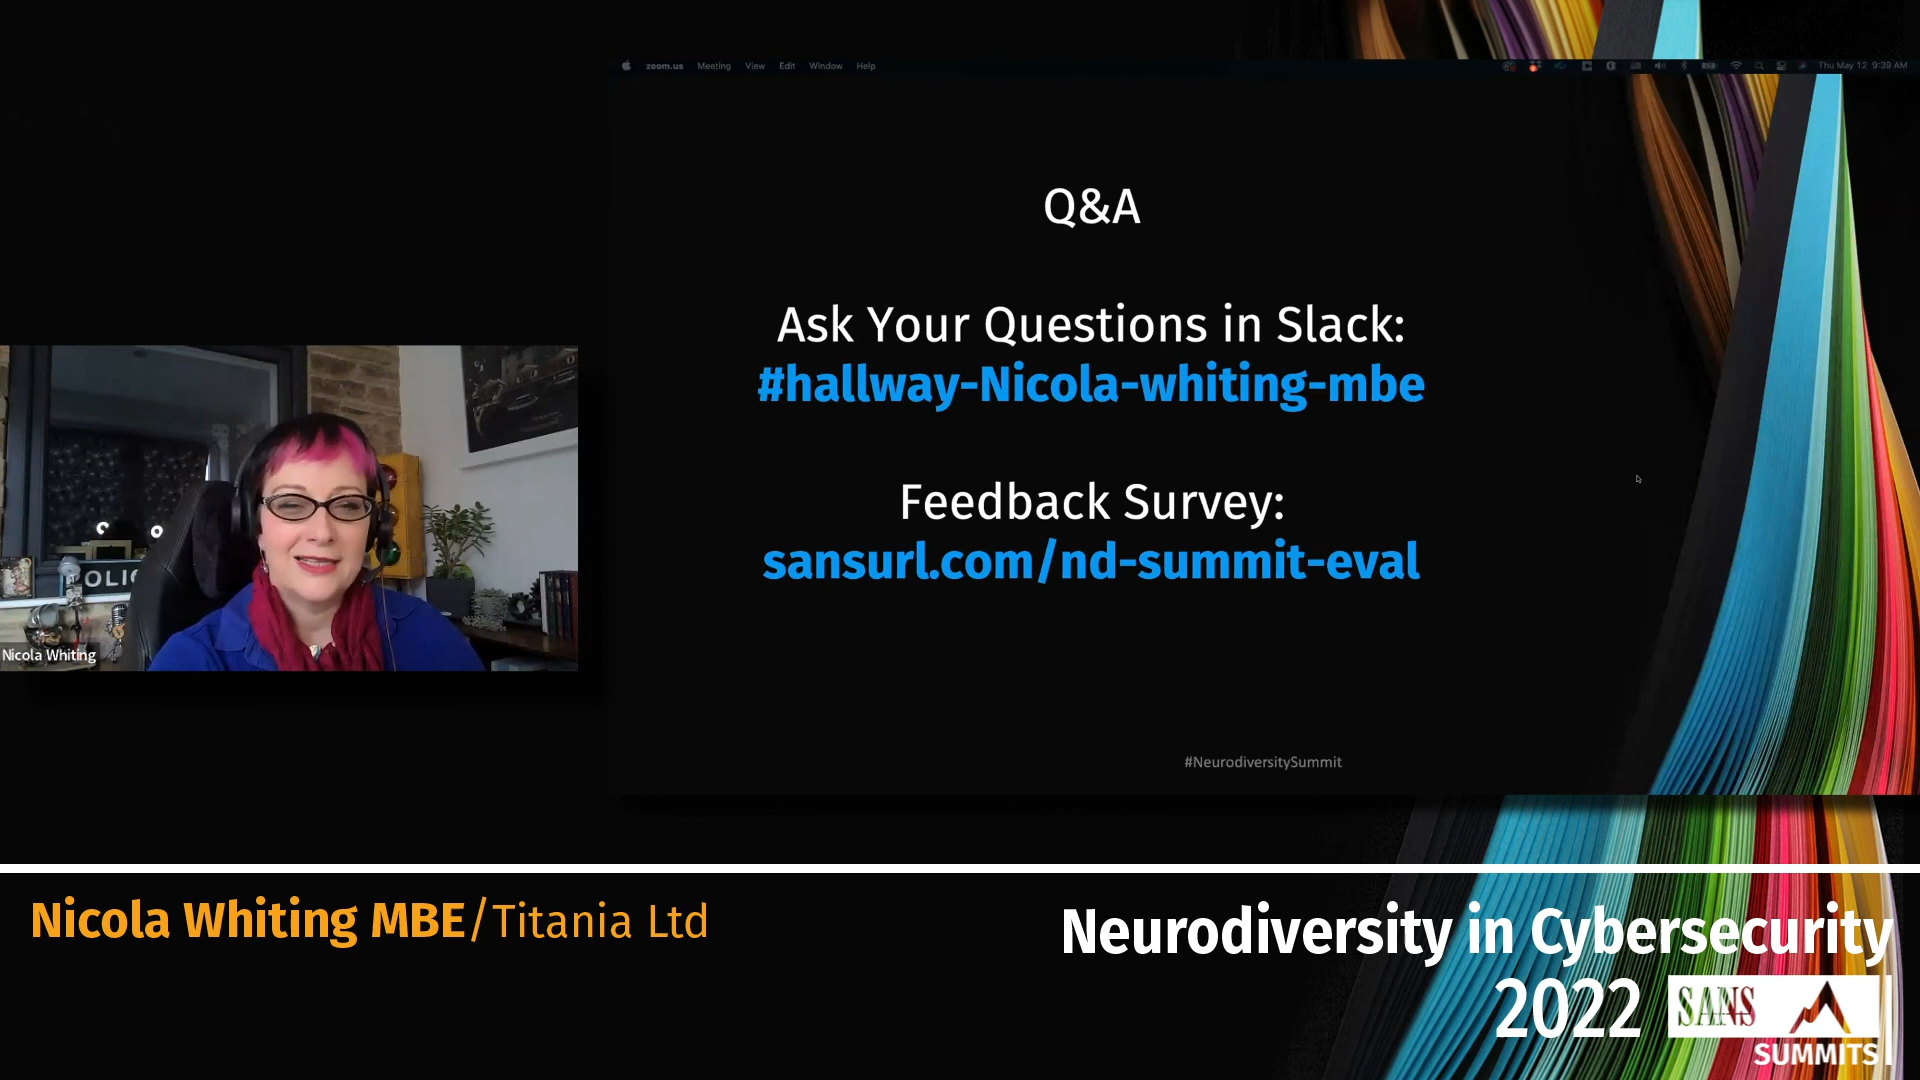 zoom.us Meeting View Edit Window Help
Thu May 12 9:39 AM
Q&A
Ask Your Questions in Slack:
#hallway-Nicola-whiting-mbe
Feedback Survey:
sansurl.com/nd-summit-eval
#NeurodiversitySummit
OLIC
Nicola Whiting
Nicola Whiting MBE/Titania Ltd
Neurodiversity in Cybersecurity
2022
SANS
SUMMITS